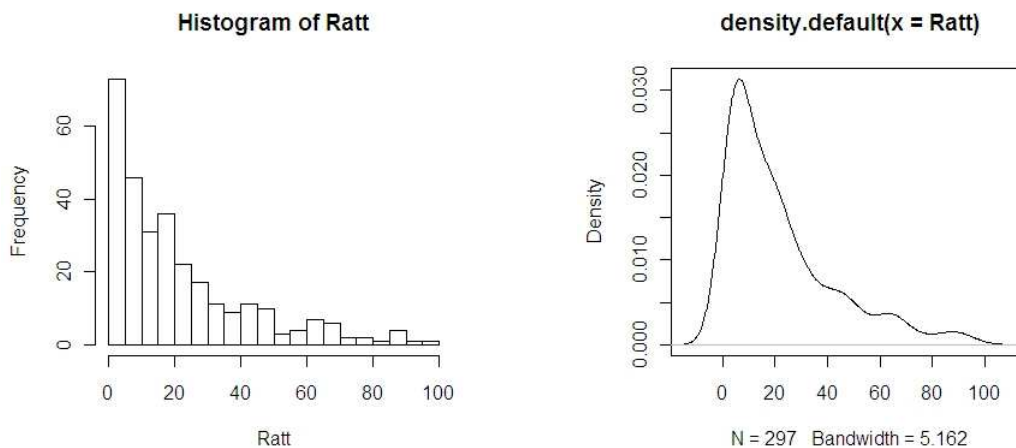 Histogram of Ratt
Frequency
0 20 40 60
0 20 40 60 80 100
Ratt
density.default(x = Ratt)
Density
0.000 0.010 0.020 0.030
0 20 40 60 80 100
N = 297 Bandwidth = 5.162